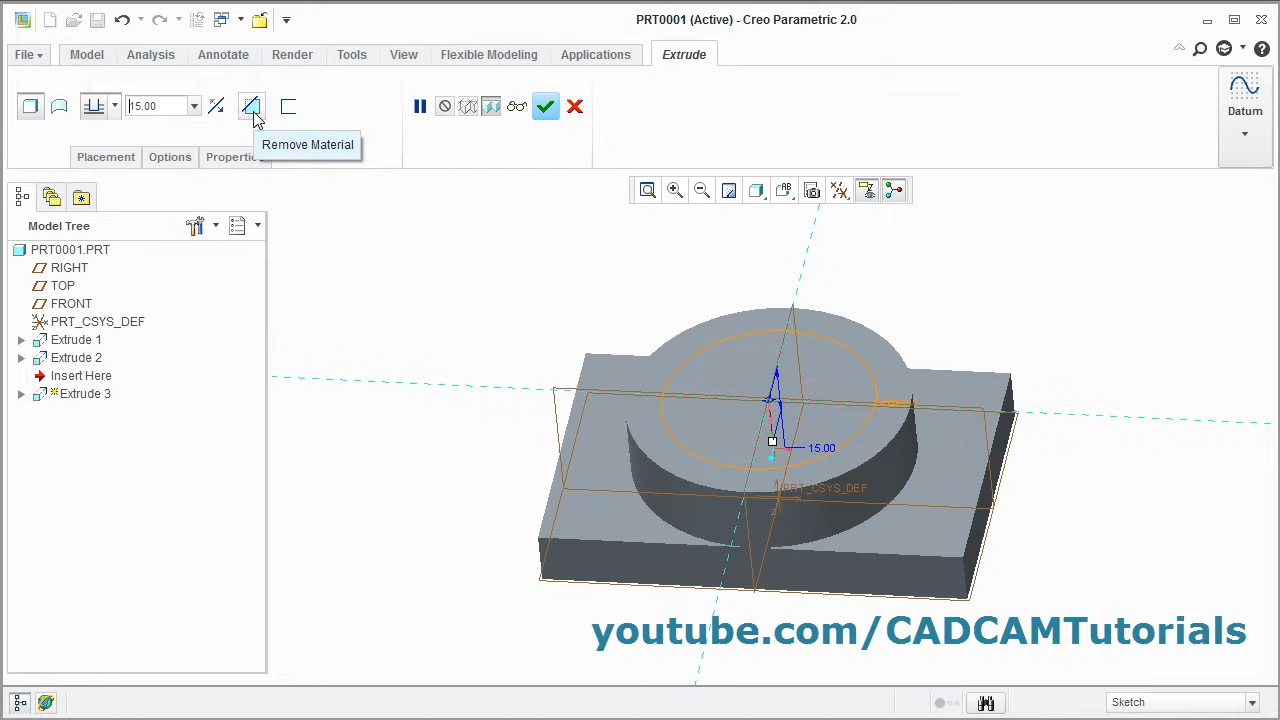 PRT0001 (Active) - Creo Parametric 2.0
File
Model
Analysis
Annotate
Render
Tools
View
Flexible Modeling
Applications
Extrude
15.00
Remove Material
Datum
Placement
Options
Model Tree
PRT0001.PRT
RIGHT
TOP
FRONT
PRT_CSYS_DEF
Extrude 1
Extrude 2
Insert Here
Extrude 3
15.00
PRT_CSYS_DEF
youtube.com/CADCAMTutorials
Sketch